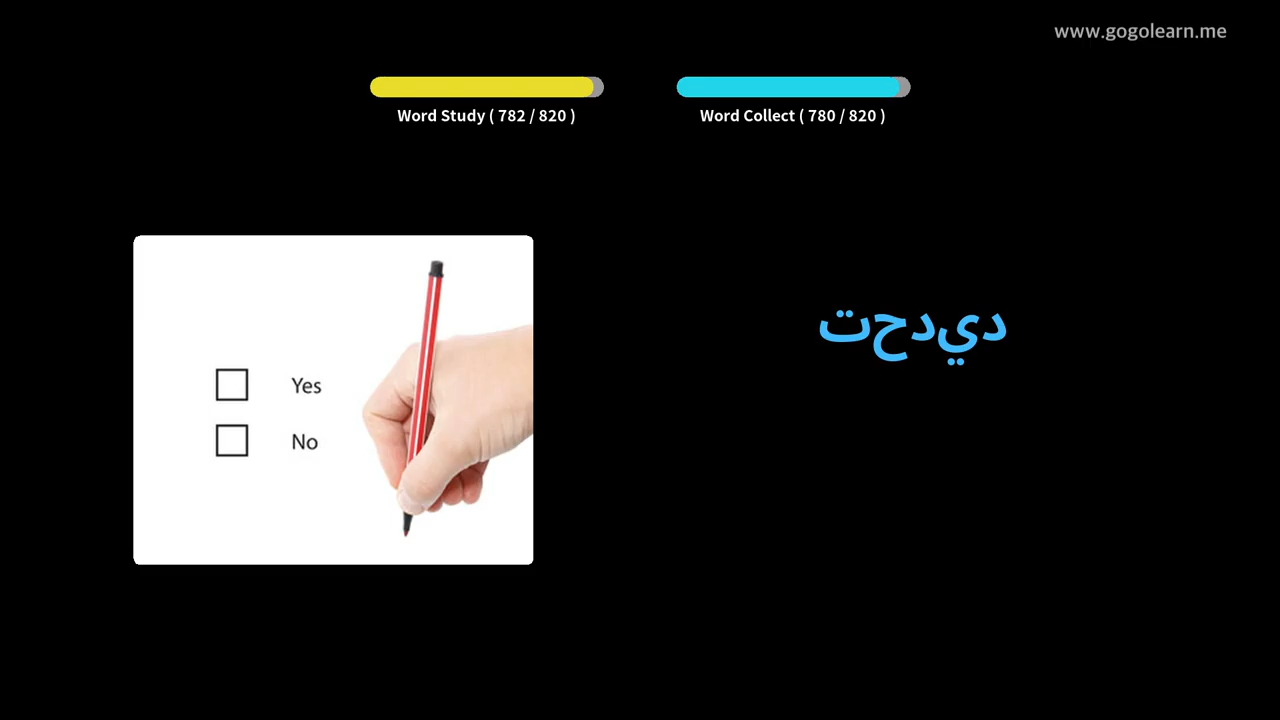 www.gogolearn.me
Word Study ( 782 / 820 )
Word Collect ( 780 / 820 )
تحديد
Yes
No